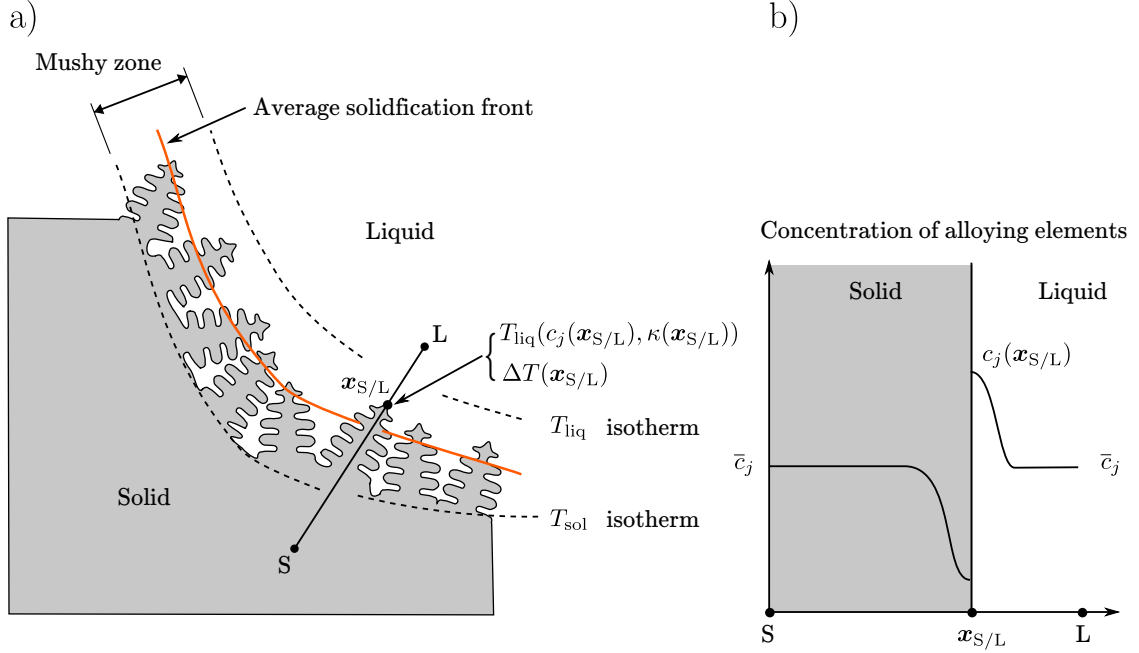 a)
Mushy zone
Average solidfication front
Liquid
L
T_liq(c_j(x_S/L), κ(x_S/L))
ΔT(x_S/L)
x_S/L
T_liq isotherm
Solid
T_sol isotherm
S
b)
Concentration of alloying elements
Solid
Liquid
c_j(x_S/L)
c̅_j
c̅_j
S
x_S/L
L